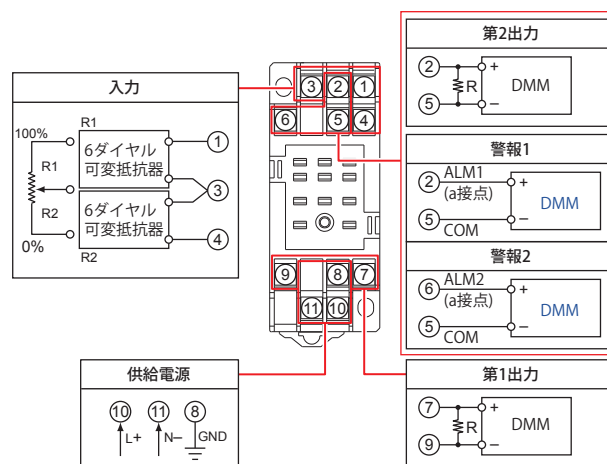 入力
R1
100%
6ダイヤル
可変抵抗器
①
R1
③
R2
6ダイヤル
可変抵抗器
④
0%
R2
③ ② ①
⑥ ⑤ ④
⑨ ⑧ ⑦
⑪ ⑩
第2出力
② +
R DMM
⑤ −
警報1
② ALM1 +
(a接点) DMM
⑤ −
COM
警報2
⑥ ALM2 +
(a接点) DMM
⑤ −
COM
供給電源
⑩ ⑪ ⑧
L+ N− GND
第1出力
⑦ +
R DMM
⑨ −